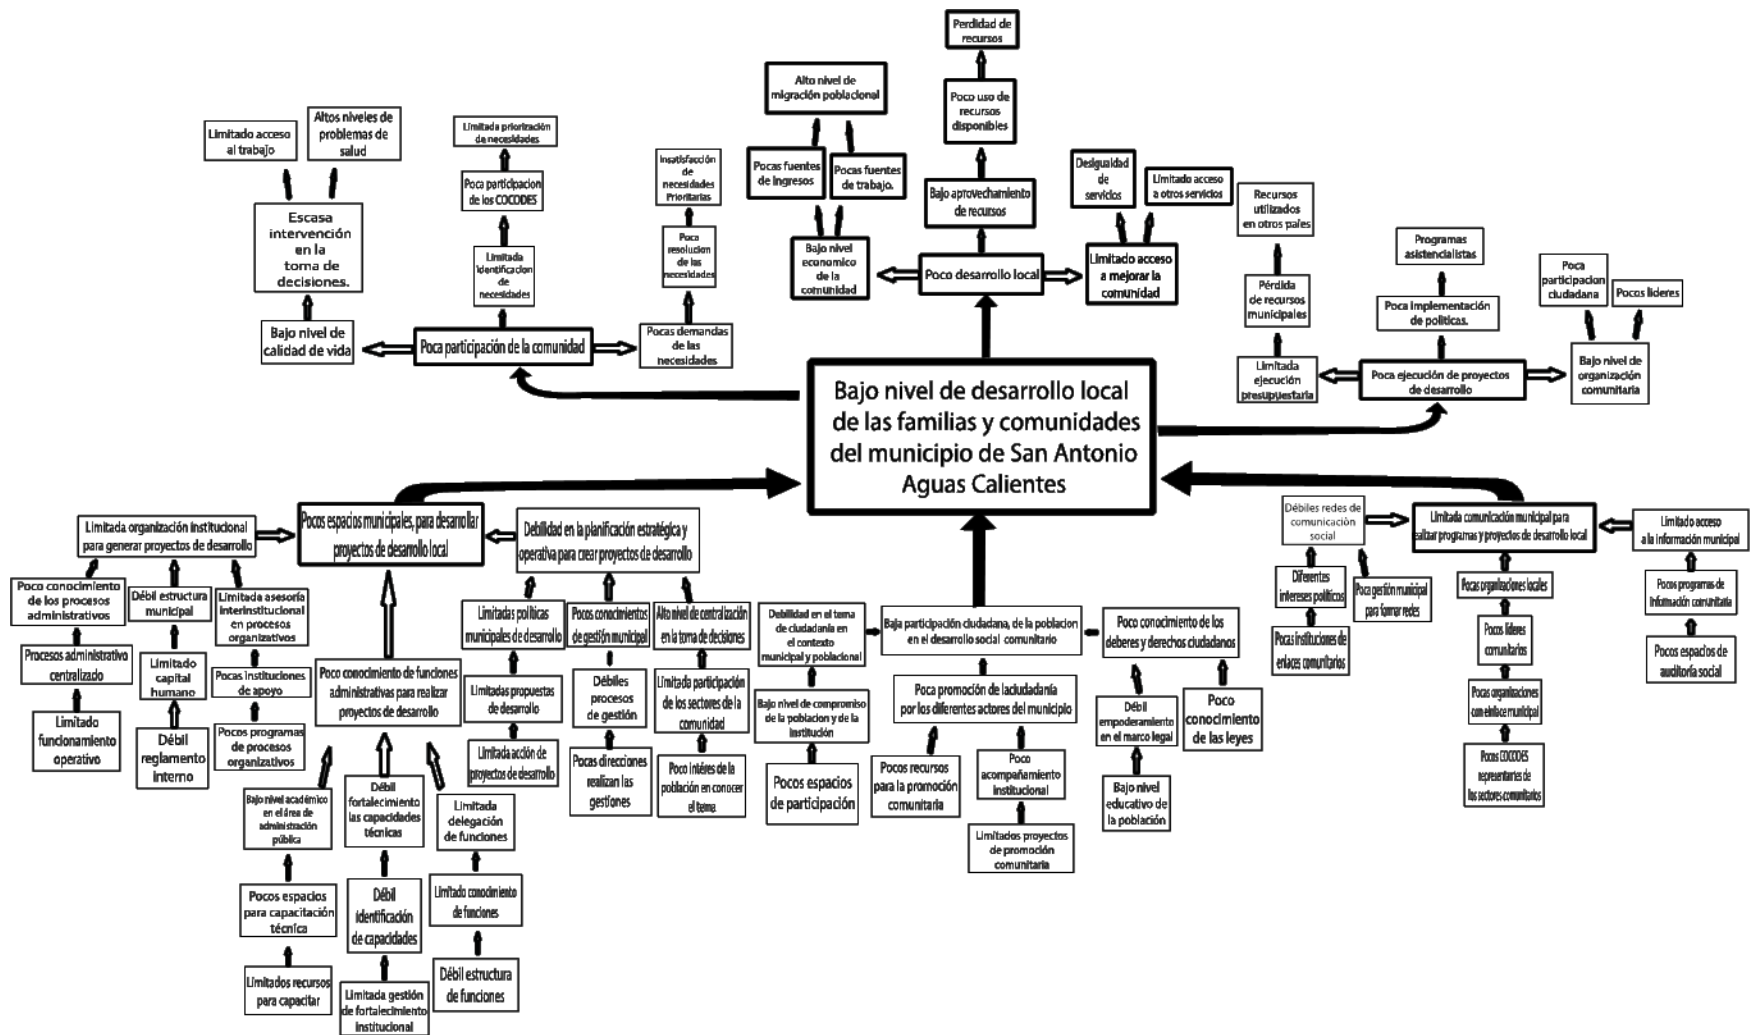 Perdidad de
recursos
Alto nivel de
migración poblacional
Poco uso de
recursos
disponibles
Limitado acceso
al trabajo
Altos niveles de
problemas de
salud
Limitada priorización
de necesidades
Pocas fuentes
de ingresos
Pocas fuentes
de trabajo.
Insatisfacción
de
necesidades
Prioritarias
Poca participacion
de los COCODES
Bajo aprovechamiento
de recursos
Desigualdad
de
servicios
Limitado acceso
a otros servicios
Recursos
utilizados
en otros países
Escasa
intervención
en la
toma de
decisiones.
Limitada
identificacion
de
necesidades
Poca
resolucion
de las
necesidades
Bajo nivel
economico
de la
comunidad
Poco desarrollo local
Limitado acceso
a mejorar la
comunidad
Programas
asistencialistas
Poca
participacion
ciudadana
Pocos lideres
Pérdida
de recursos
municipales
Poca implementación
de politicas.
Bajo nivel de
calidad de vida
Poca participación de la comunidad
Pocas demandas
de las
necesidades
Limitada
ejecución
presupuestaria
Poca ejecución de proyectos
de desarrollo
Bajo nivel de
organización
comunitaria
Bajo nivel de desarrollo local
de las familias y comunidades
del municipio de San Antonio
Aguas Calientes
Limitada organización institucional
para generar proyectos de desarrollo
Pocos espacios municipales, para desarrollar
proyectos de desarrollo local
Debilidad en la planificación estratégica y
operativa para crear proyectos de desarrollo
Débiles redes de
comunicación
social
Limitada comunicación municipal para
realizar programas y proyectos de desarrollo local
Limitado acceso
a la información municipal
Poco conocimiento
de los procesos
administrativos
Débil estructura
municipal
Limitada asesoría
interinstitucional
en procesos
organizativos
Limitadas políticas
municipales de desarrollo
Pocos conocimientos
de gestión municipal
Alto nivel de centralización
en la toma de decisiones
Debilidad en el tema
de ciudadanía en
el contexto
municipal y poblacional
Baja participación ciudadana, de la poblacion
en el desarrollo social comunitario
Poco conocimiento de los
deberes y derechos ciudadanos
Diferentes
intereses políticos
Poca gestión municipal
para formar redes
Pocas organizaciones locales
Pocos programas de
información comunitaria
Procesos administrativo
centralizado
Limitado
capital
humano
Pocas instituciones
de apoyo
Poco conocimiento de funciones
administrativas para realizar
proyectos de desarrollo
Limitadas propuestas
de desarrollo
Débiles
procesos
de gestión
Limitada participación
de los sectores de la
comunidad
Bajo nivel de compromiso
de la poblacion y de la
institución
Poca promoción de laciudadanía
por los diferentes actores del municipio
Débil
empoderamiento
en el marco legal
Poco
conocimiento
de las leyes
Pocas instituciones de
enlaces comunitarios
Pocos líderes
comunitarios
Pocos espacios de
auditoría social
Limitado
funcionamiento
operativo
Débil
reglamento
interno
Pocos programas
de procesos
organizativos
Limitada acción de
proyectos de desarrollo
Pocas direcciones
realizan las
gestiones
Poco intéres de la
población en conocer
el tema
Pocos espacios
de participación
Pocos recursos
para la promoción
comunitaria
Poco
acompañamiento
institucional
Bajo nivel
educativo de
la población
Pocas organizaciones
con enlace municipal
Bajo nivel académico
en el área de
administración
pública
Débil
fortalecimiento
las capacidades
técnicas
Limitada
delegación
de funciones
Limitados proyectos
de promoción
comunitaria
Pocos COCODES
representantes de
los sectores comunitarios
Pocos espacios
para capacitación
técnica
Débil
identificación
de capacidades
Limitado conocimiento
de funciones
Limitados recursos
para capacitar
Limitada gestión
de fortalecimiento
institucional
Débil estructura
de funciones